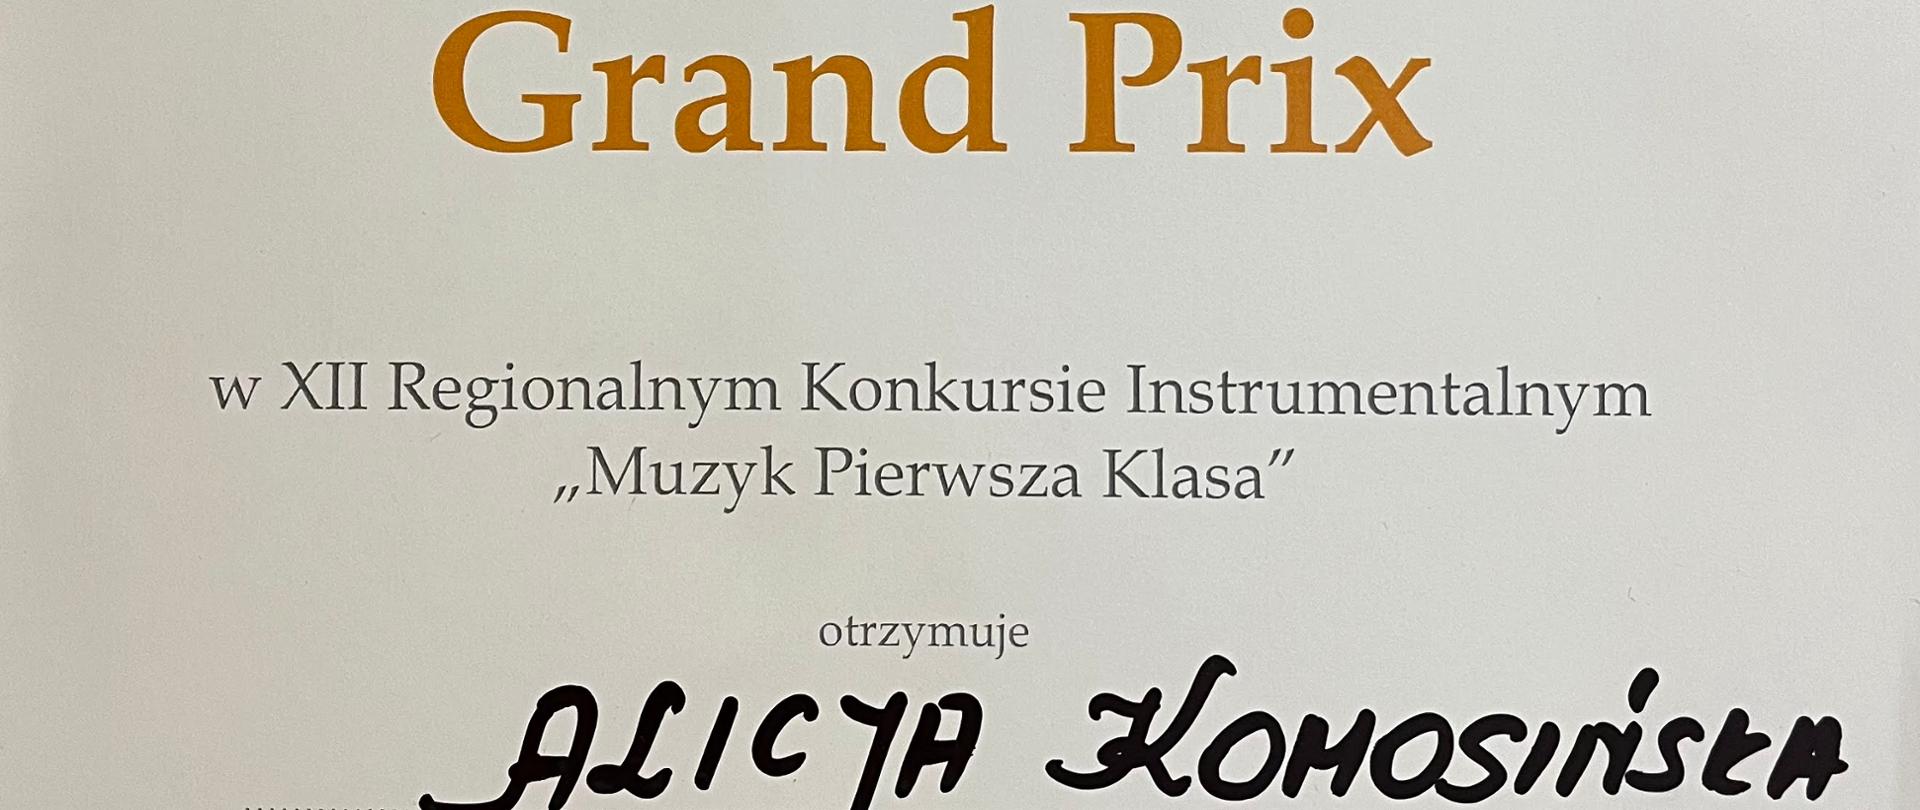 Grand Prix
w XII Regionalnym Konkursie Instrumentalnym
„Muzyk Pierwsza Klasa”
otrzymuje
ALICJA KOMOSIŃSKA